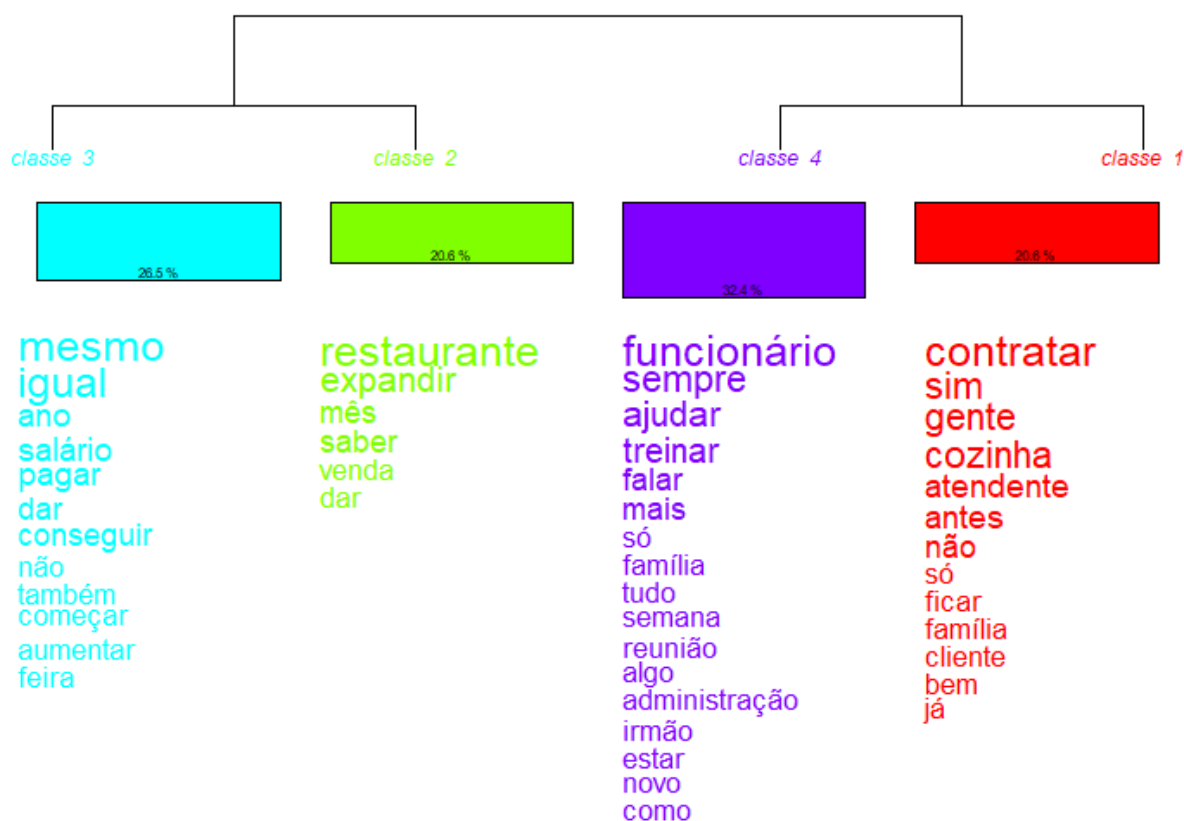 classe 3
classe 2
classe 4
classe 1
26.5 %
20.6 %
32.4 %
20.6 %
mesmo
igual
ano
salário
pagar
dar
conseguir
não
também
começar
aumentar
feira
restaurante
expandir
mês
saber
venda
dar
funcionário
sempre
ajudar
treinar
falar
mais
só
família
tudo
semana
reunião
algo
administração
irmão
estar
novo
como
contratar
sim
gente
cozinha
atendente
antes
não
só
ficar
família
cliente
bem
já